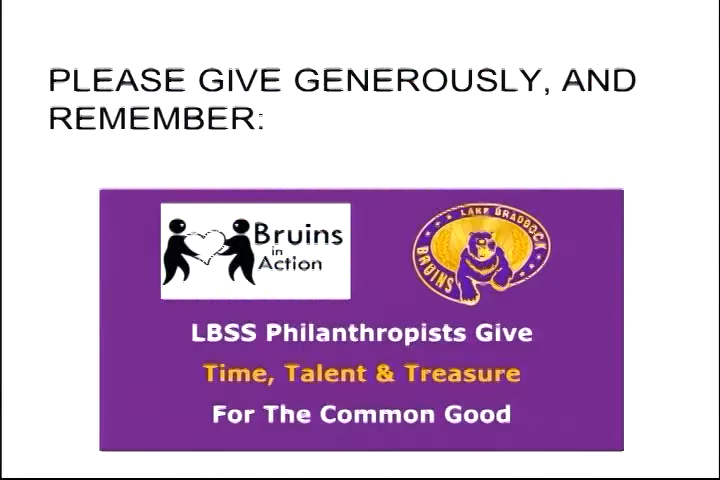 PLEASE GIVE GENEROUSLY, AND
REMEMBER:
Bruins
in
Action
LAKE BRADDOCK
BRUINS
LBSS Philanthropists Give
Time, Talent & Treasure
For The Common Good